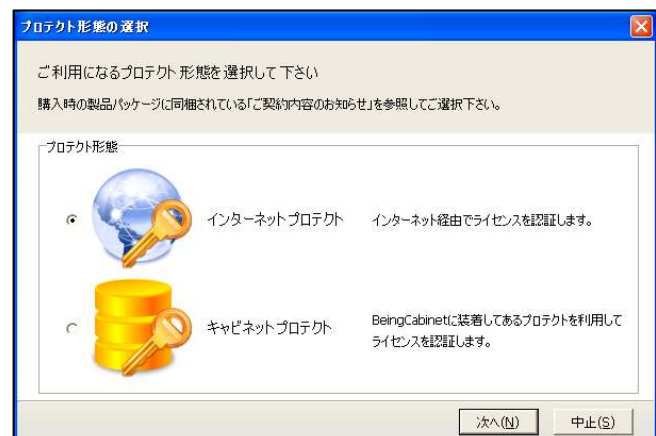 プロテクト形態の選択
ご利用になるプロテクト形態を選択して下さい
購入時の製品パッケージに同梱されている「ご契約内容のお知らせ」を参照してご選択下さい。
プロテクト形態
インターネットプロテクト
インターネット経由でライセンスを認証します。
キャビネットプロテクト
BeingCabinetに装着してあるプロテクトを利用して
ライセンスを認証します。
次へ(N)
中止(S)